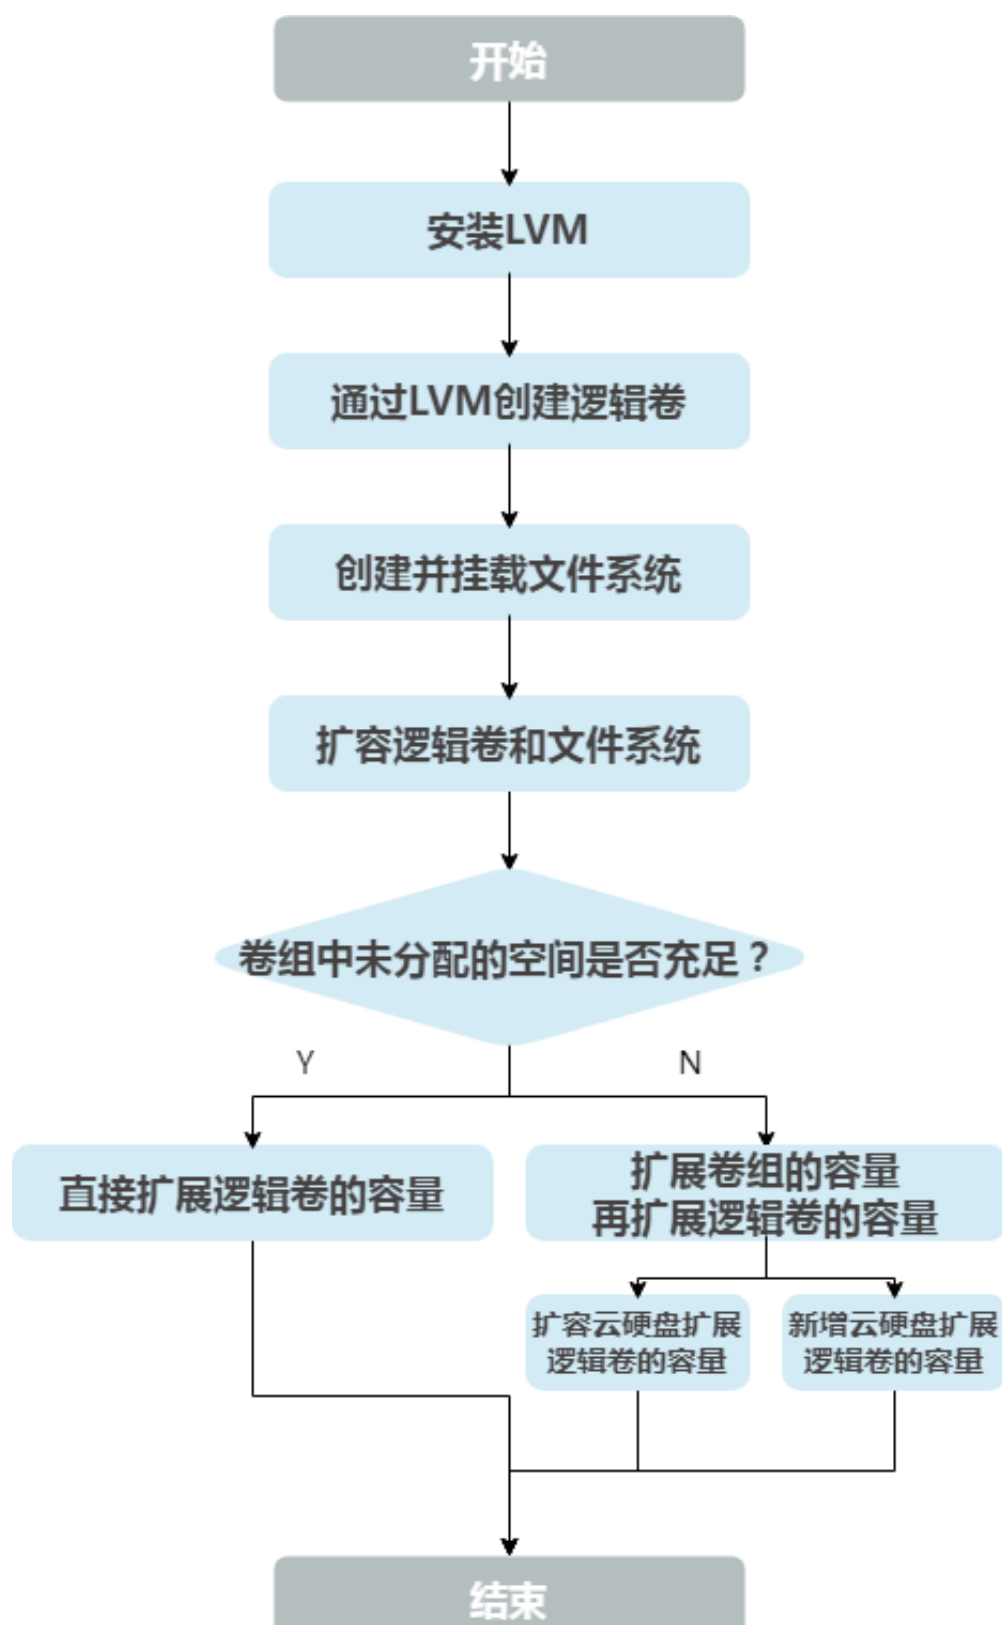 开始
安装LVM
通过LVM创建逻辑卷
创建并挂载文件系统
扩容逻辑卷和文件系统
卷组中未分配的空间是否充足？
Y
N
直接扩展逻辑卷的容量
扩展卷组的容量
再扩展逻辑卷的容量
扩容云硬盘扩展
逻辑卷的容量
新增云硬盘扩展
逻辑卷的容量
结束